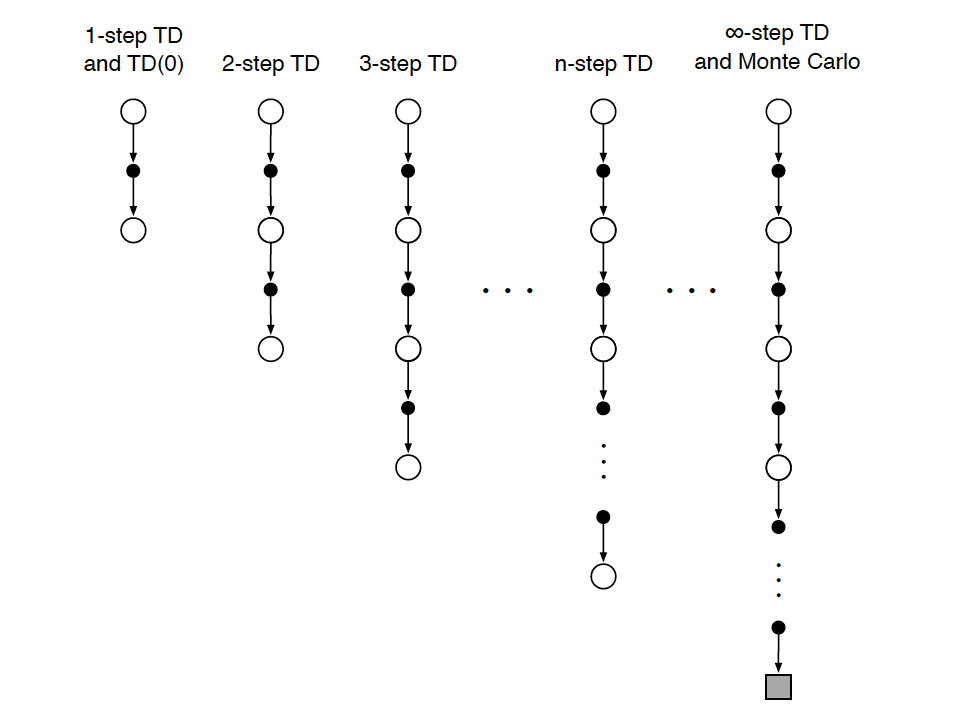 1-step TD
and TD(0)
2-step TD
3-step TD
n-step TD
∞-step TD
and Monte Carlo